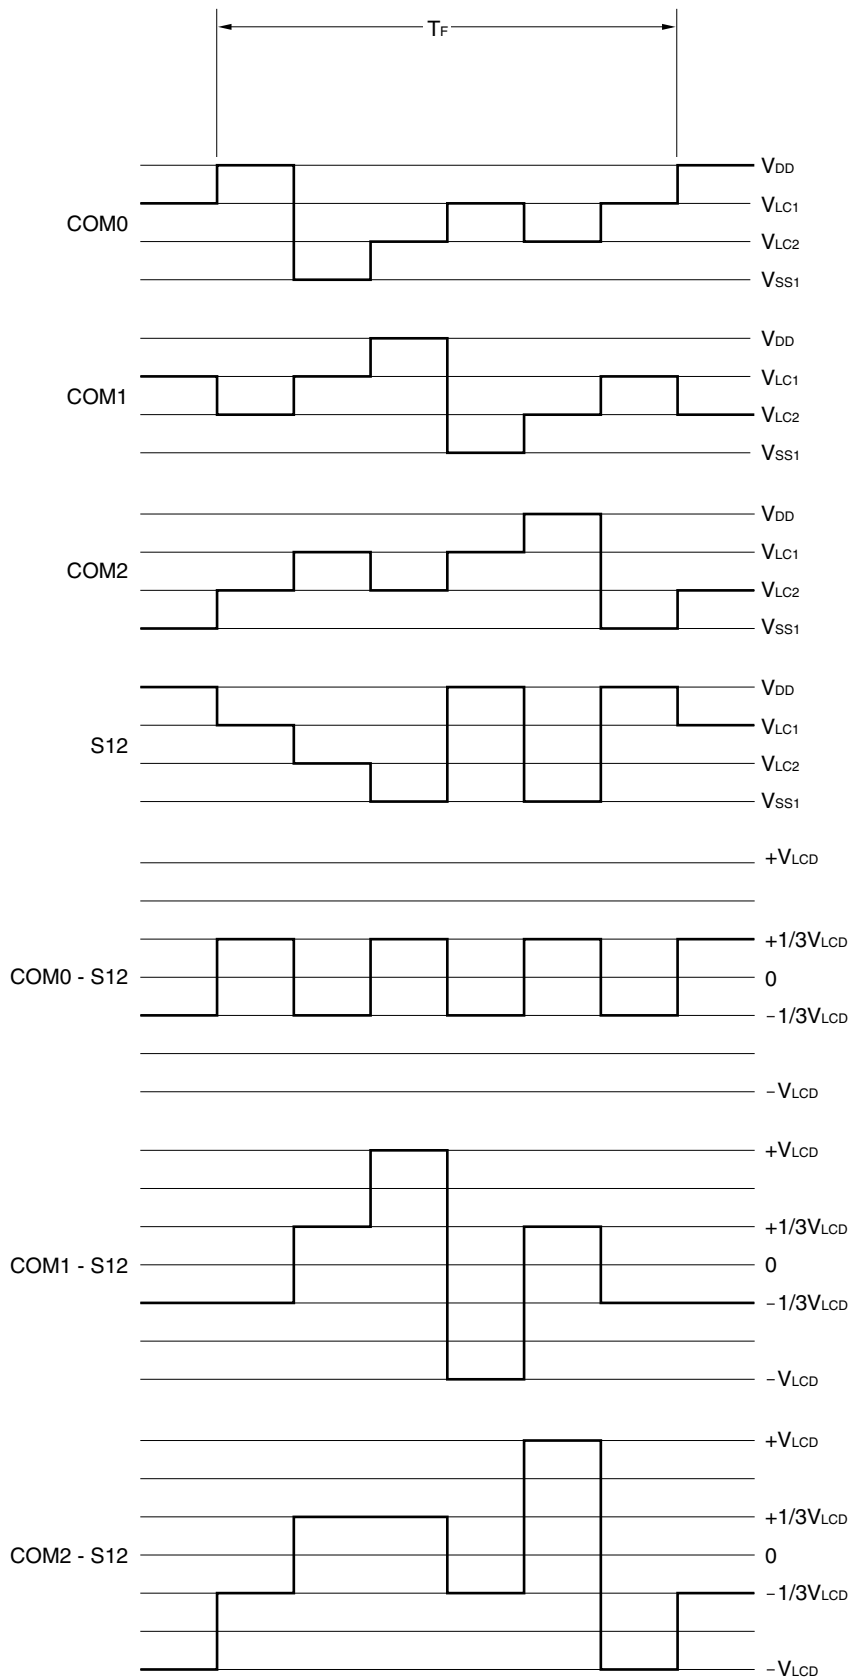 TF
COM0
VDD
VLC1
VLC2
VSS1
COM1
VDD
VLC1
VLC2
VSS1
COM2
VDD
VLC1
VLC2
VSS1
S12
VDD
VLC1
VLC2
VSS1
COM0 - S12
+VLCD
+1/3VLCD
0
−1/3VLCD
−VLCD
COM1 - S12
+VLCD
+1/3VLCD
0
−1/3VLCD
−VLCD
COM2 - S12
+VLCD
+1/3VLCD
0
−1/3VLCD
−VLCD